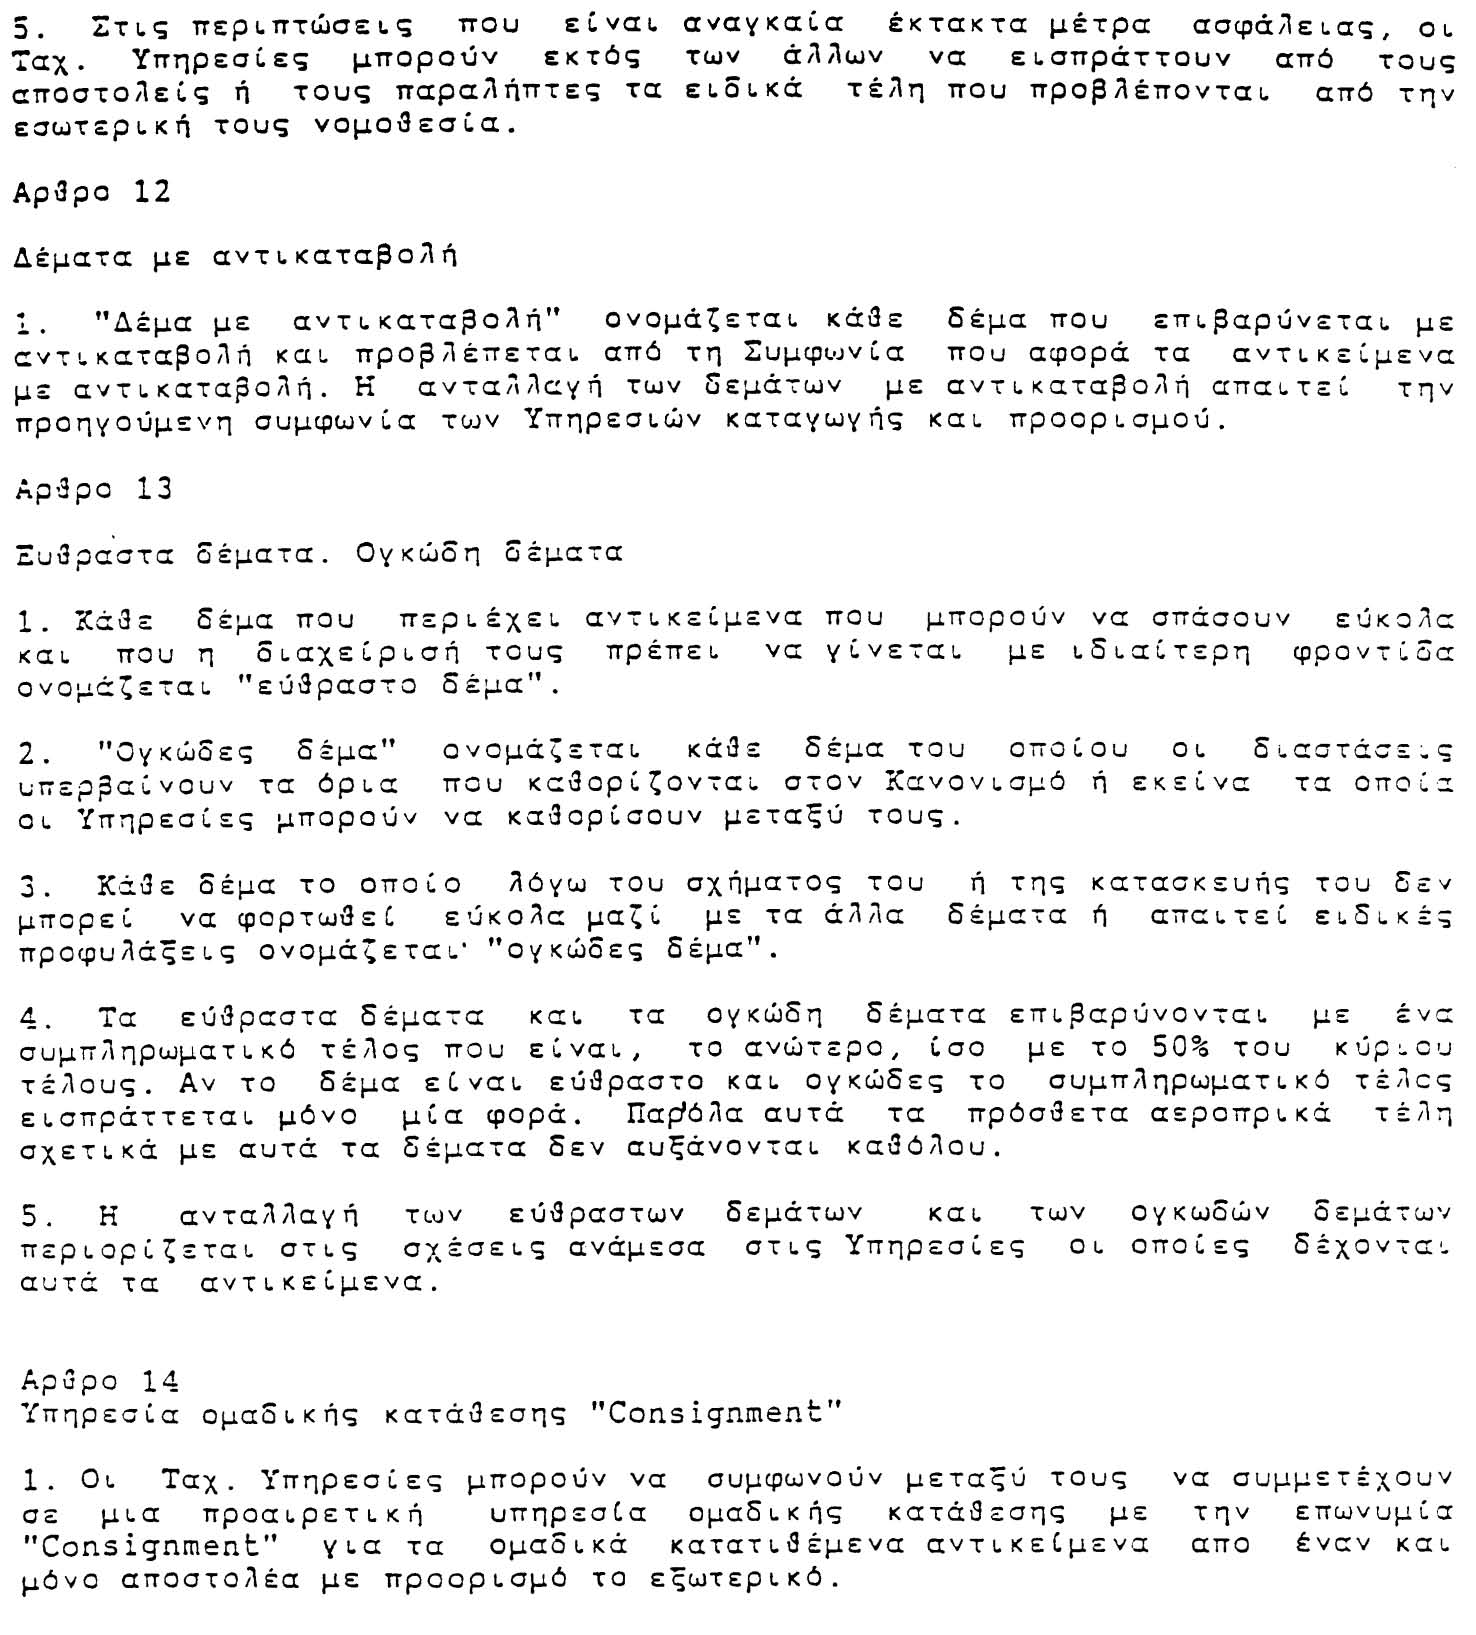 5. Στις περιπτώσεις που είναι αναγκαία έκτακτα μέτρα ασφάλειας, οι
Ταχ. Υπηρεσίες μπορούν εκτός των άλλων να εισπράττουν από τους
αποστολείς ή τους παραλήπτες τα ειδικά τέλη που προβλέπονται από την
εσωτερική τους νομοθεσία.
Αρθρο 12
Δέματα με αντικαταβολή
1. "Δέμα με αντικαταβολή" ονομάζεται κάθε δέμα που επιβαρύνεται με
αντικαταβολή και προβλέπεται από τη Συμφωνία που αφορά τα αντικείμενα
με αντικαταβολή. Η ανταλλαγή των δεμάτων με αντικαταβολή απαιτεί την
προηγούμενη συμφωνία των Υπηρεσιών καταγωγής και προορισμού.
Αρθρο 13
Ευθραστα δέματα. Ογκώδη δέματα
1. Κάθε δέμα που περιέχει αντικείμενα που μπορούν να σπάσουν εύκολα
και που η διαχείρισή τους πρέπει να γίνεται με ιδιαίτερη φροντίδα
ονομάζεται "εύθραστο δέμα".
2. "Ογκώδες δέμα" ονομάζεται κάθε δέμα του οποίου οι διαστάσεις
υπερβαίνουν τα όρια που καθορίζονται στον Κανονισμό ή εκείνα τα οποία
οι Υπηρεσίες μπορούν να καθορίσουν μεταξύ τους.
3. Κάθε δέμα το οποίο λόγω του σχήματος του ή της κατασκευής του δεν
μπορεί να φορτωθεί εύκολα μαζί με τα άλλα δέματα ή απαιτεί ειδικές
προφυλάξεις ονομάζεται "ογκώδες δέμα".
4. Τα εύθραστα δέματα και τα ογκώδη δέματα επιβαρύνονται με ένα
συμπληρωματικό τέλος που είναι, το ανώτερο, ίσο με το 50% του κύριου
τέλους. Αν το δέμα είναι εύθραστο και ογκώδες το συμπληρωματικό τέλος
εισπράττεται μόνο μία φορά. Παρ'όλα αυτά τα πρόσθετα αεροπρικά τέλη
σχετικά με αυτά τα δέματα δεν αυξάνονται καθόλου.
5. Η ανταλλαγή των εύθραστων δεμάτων και των ογκωδών δεμάτων
περιορίζεται στις σχέσεις ανάμεσα στις Υπηρεσίες οι οποίες δέχονται
αυτά τα αντικείμενα.
Αρθρο 14
Υπηρεσία ομαδικής κατάθεσης "Consignment"
1. Οι Ταχ. Υπηρεσίες μπορούν να συμφωνούν μεταξύ τους να συμμετέχουν
σε μια προαιρετική υπηρεσία ομαδικής κατάθεσης με την επωνυμία
"Consignment" για τα ομαδικά κατατιθέμενα αντικείμενα απο έναν και
μόνο αποστολέα με προορισμό το εξωτερικό.